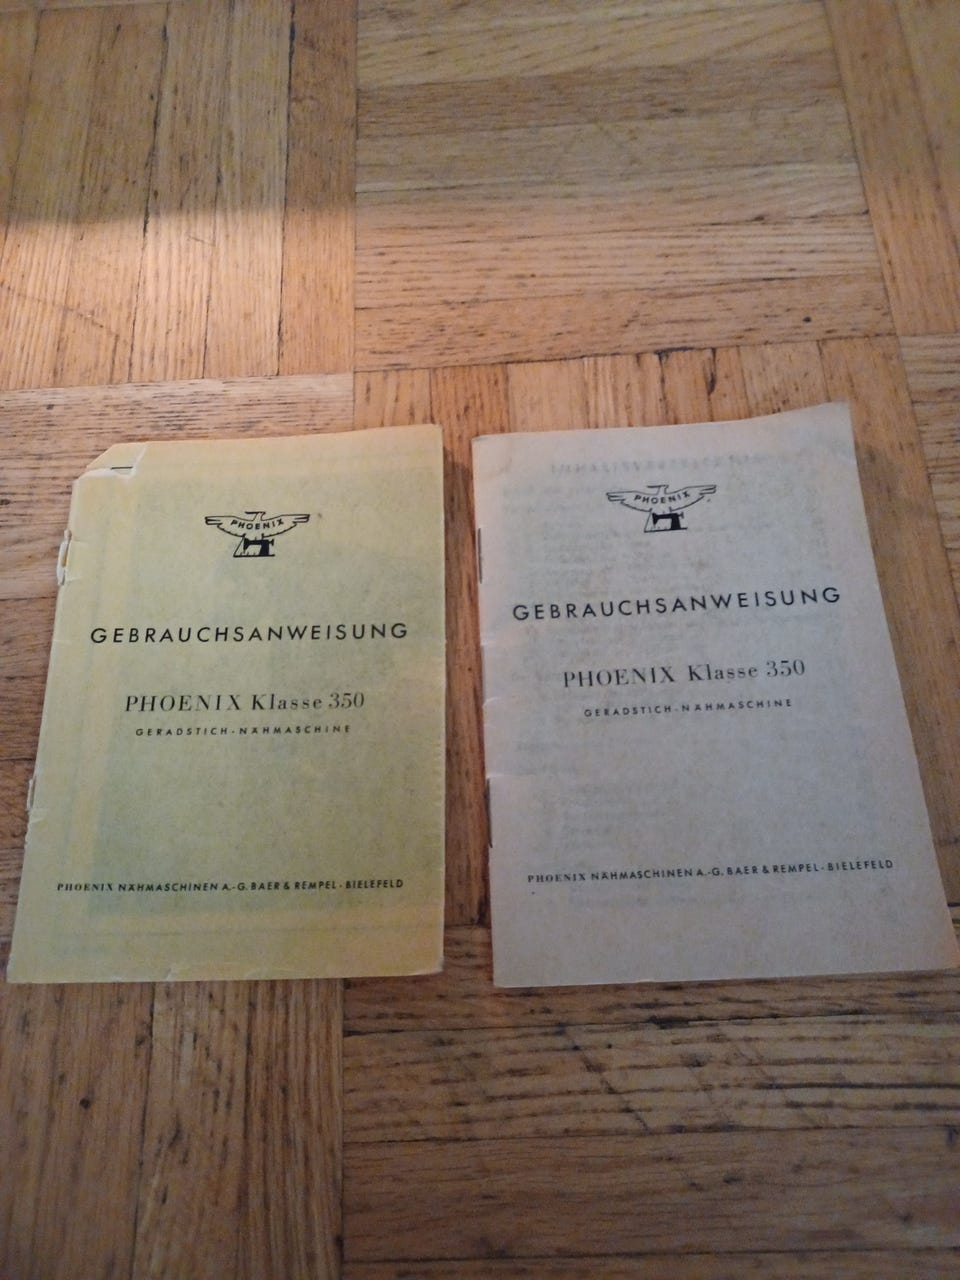 PHOENIX
GEBRAUCHSANWEISUNG
PHOENIX Klasse 350
GERADSTICH-NÄHMASCHINE
PHOENIX NÄHMASCHINEN A.-G. BAER & REMPEL · BIELEFELD
PHOENIX
GEBRAUCHSANWEISUNG
PHOENIX Klasse 350
GERADSTICH-NÄHMASCHINE
PHOENIX NÄHMASCHINEN A.-G. BAER & REMPEL · BIELEFELD